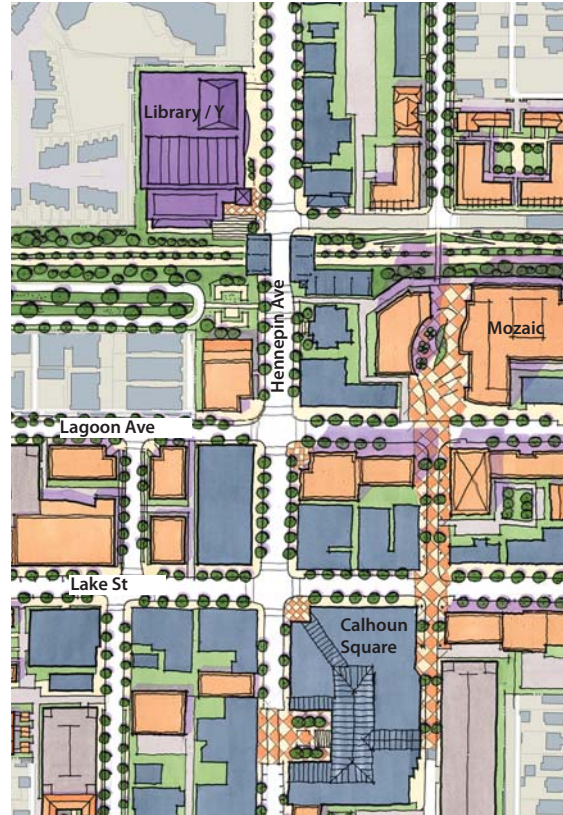 Library / Y
Hennepin Ave
Mozaic
Lagoon Ave
Lake St
Calhoun
Square